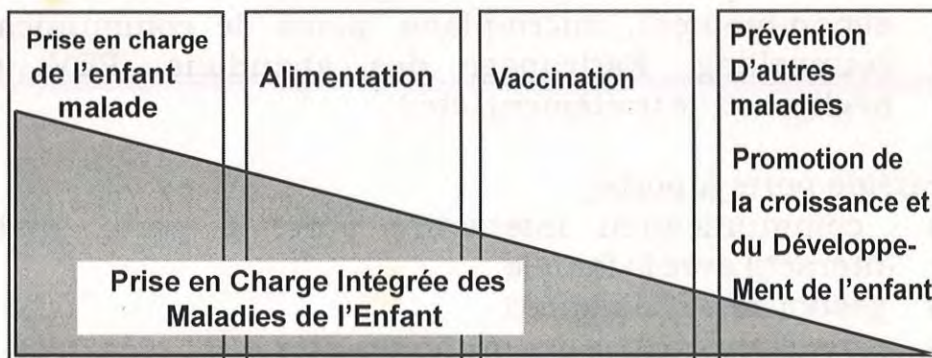 Prise en charge
de l'enfant
malade
Alimentation
Vaccination
Prévention
D'autres
maladies
Promotion de
la croissance et
du Développe-
Ment de l'enfant
Prise en Charge Intégrée des
Maladies de l'Enfant